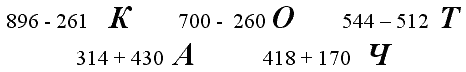 896 - 261 К 700 - 260 О 544 – 512 Т
314 + 430 А 418 + 170 Ч